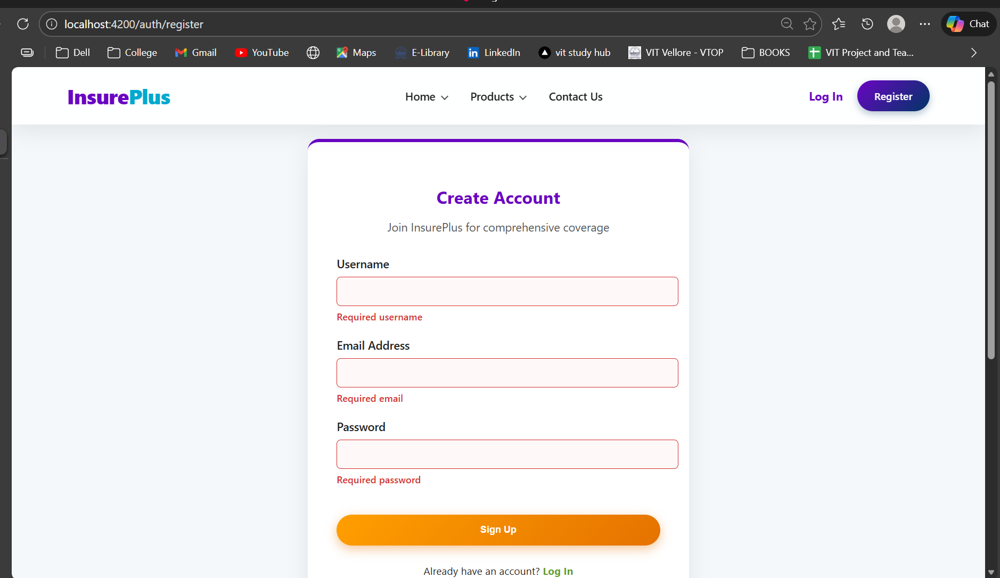 localhost:4200/auth/register
Chat
Dell College Gmail YouTube Maps E-Library LinkedIn vit study hub VIT Vellore - VTOP BOOKS VIT Project and Tea...
InsurePlus Home Products Contact Us Log In Register
Create Account
Join InsurePlus for comprehensive coverage
Username
Required username
Email Address
Required email
Password
Required password
Sign Up
Already have an account? Log In